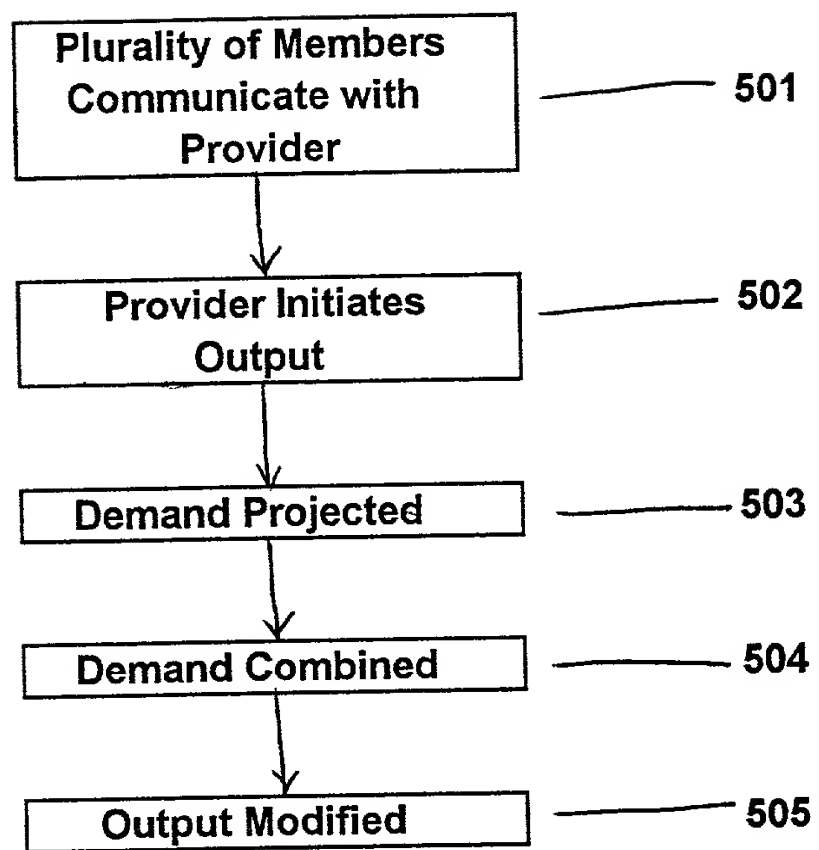 Plurality of Members
Communicate with
Provider
501
Provider Initiates
Output
502
Demand Projected
503
Demand Combined
504
Output Modified
505